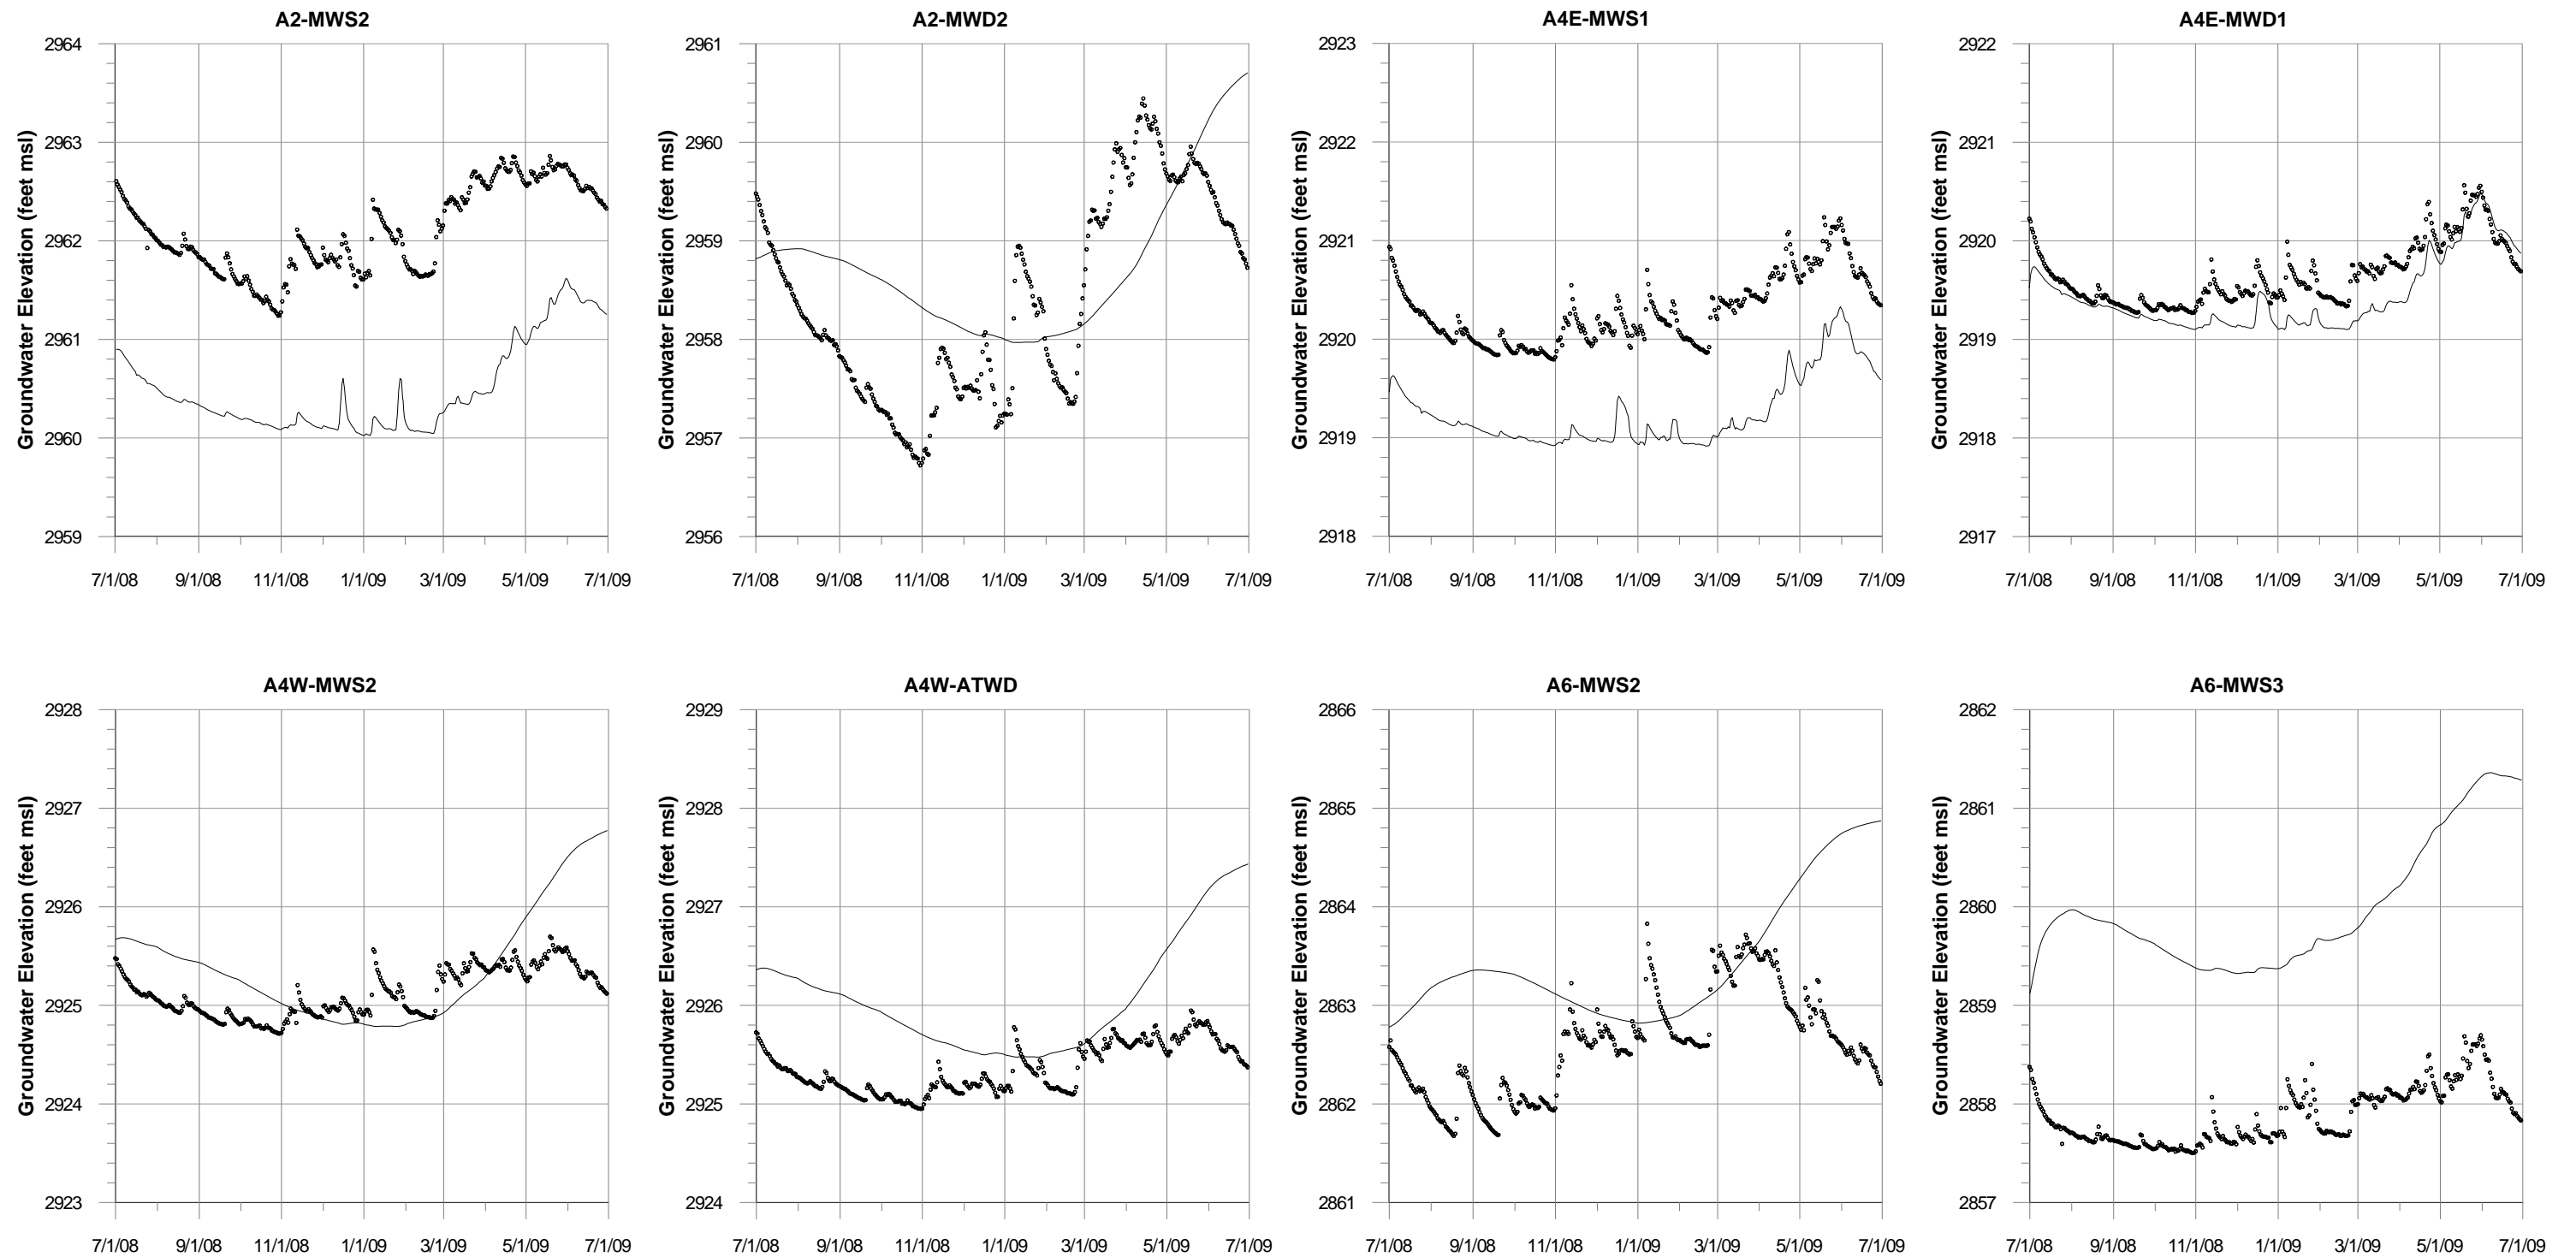 A2-MWS2
2964
2963
2962
2961
2960
2959
Groundwater Elevation (feet msl)
7/1/08 9/1/08 11/1/08 1/1/09 3/1/09 5/1/09 7/1/09
A2-MWD2
2961
2960
2959
2958
2957
2956
Groundwater Elevation (feet msl)
7/1/08 9/1/08 11/1/08 1/1/09 3/1/09 5/1/09 7/1/09
A4E-MWS1
2923
2922
2921
2920
2919
2918
Groundwater Elevation (feet msl)
7/1/08 9/1/08 11/1/08 1/1/09 3/1/09 5/1/09 7/1/09
A4E-MWD1
2922
2921
2920
2919
2918
2917
Groundwater Elevation (feet msl)
7/1/08 9/1/08 11/1/08 1/1/09 3/1/09 5/1/09 7/1/09
A4W-MWS2
2928
2927
2926
2925
2924
2923
Groundwater Elevation (feet msl)
7/1/08 9/1/08 11/1/08 1/1/09 3/1/09 5/1/09 7/1/09
A4W-ATWD
2929
2928
2927
2926
2925
2924
Groundwater Elevation (feet msl)
7/1/08 9/1/08 11/1/08 1/1/09 3/1/09 5/1/09 7/1/09
A6-MWS2
2866
2865
2864
2863
2862
2861
Groundwater Elevation (feet msl)
7/1/08 9/1/08 11/1/08 1/1/09 3/1/09 5/1/09 7/1/09
A6-MWS3
2862
2861
2860
2859
2858
2857
Groundwater Elevation (feet msl)
7/1/08 9/1/08 11/1/08 1/1/09 3/1/09 5/1/09 7/1/09